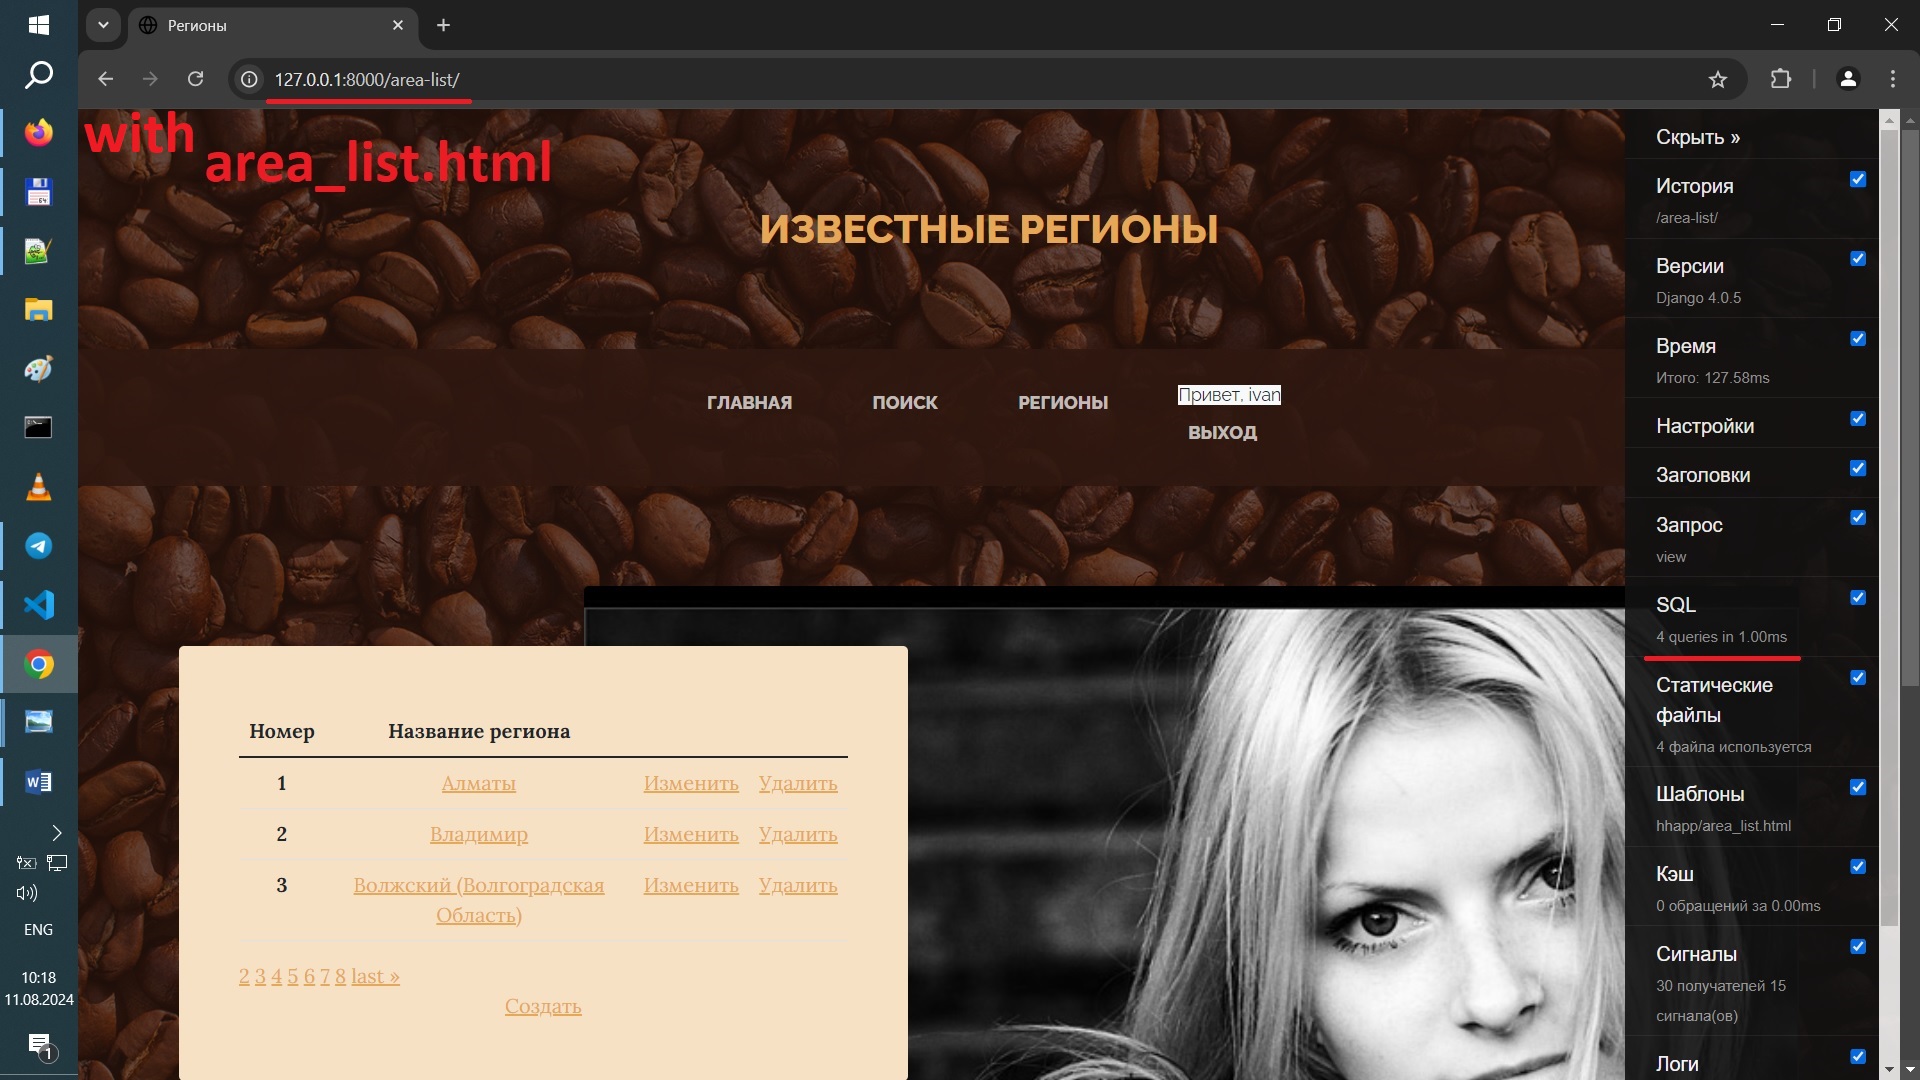 Регионы
127.0.0.1:8000/area-list/
with
area_list.html
ИЗВЕСТНЫЕ РЕГИОНЫ
ГЛАВНАЯ
ПОИСК
РЕГИОНЫ
Привет, ivan
ВЫХОД
Номер Название региона
1 Алматы Изменить Удалить
2 Владимир Изменить Удалить
3 Волжский (Волгоградская Изменить Удалить
Область)
2 3 4 5 6 7 8 last »
Создать
Скрыть »
История
/area-list/
Версии
Django 4.0.5
Время
Итого: 127.58ms
Настройки
Заголовки
Запрос
view
SQL
4 queries in 1.00ms
Статические
файлы
4 файла используется
Шаблоны
hhapp/area_list.html
Кэш
0 обращений за 0.00ms
Сигналы
30 получателей 15
сигнала(ов)
Логи
64
W
ENG
10:18
11.08.2024
1